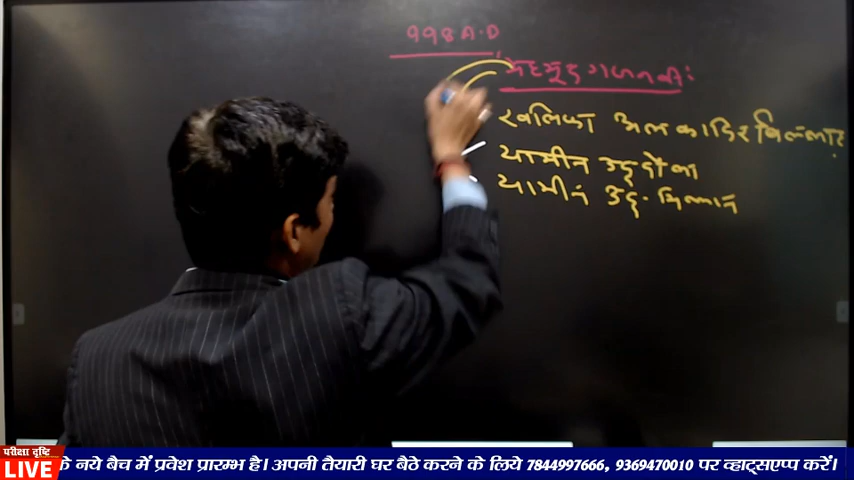 998 A.D
महमूद गजनवी:
खलिफा अल कादिर बिल्लाह
यामीन उद्दौला
यामीन उद्-मिल्लत
परीक्षा दृष्टि
LIVE
के नये बैच में प्रवेश प्रारम्भ है। अपनी तैयारी घर बैठे करने के लिये 7844997666, 9369470010 पर व्हाट्सएप्प करें।